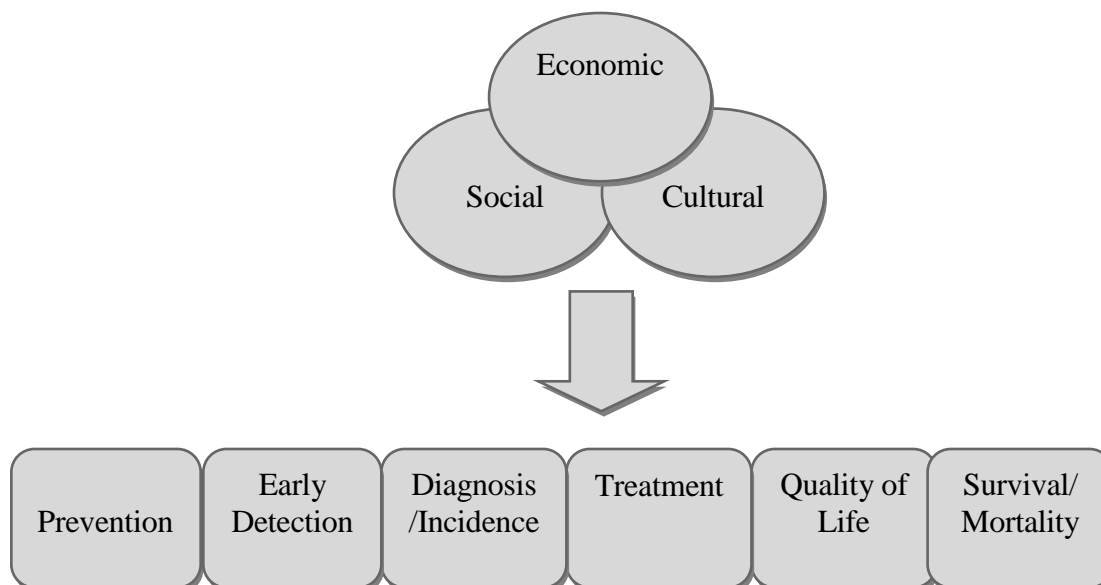 Economic
Social
Cultural
Prevention
Early
Detection
Diagnosis
/Incidence
Treatment
Quality of
Life
Survival/
Mortality